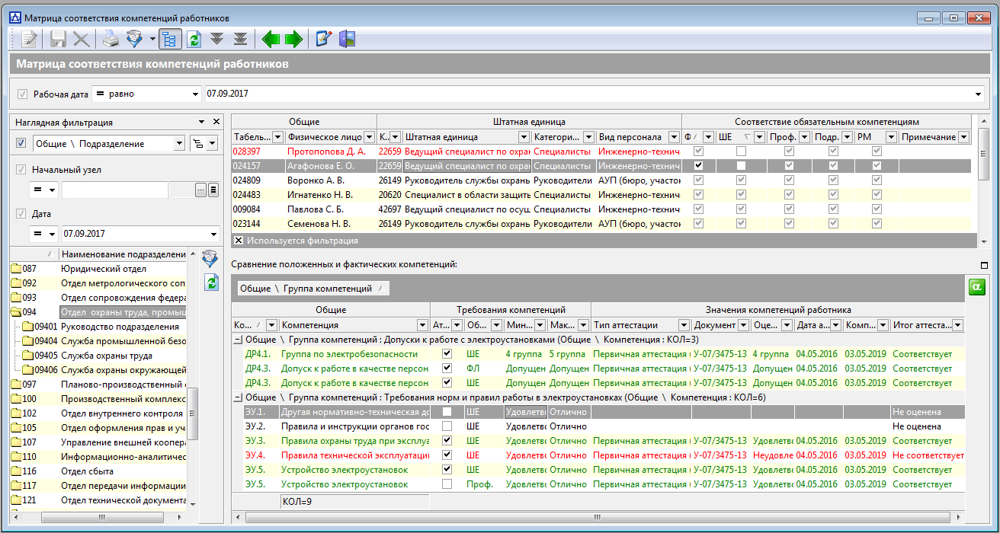 Матрица соответствия компетенций работников
Матрица соответствия компетенций работников
Рабочая дата = равно 07.09.2017
Наглядная фильтрация
Общие \ Подразделение
Начальный узел
=
Дата
= 07.09.2017
Наименование подразделени
087 Юридический отдел
092 Отдел метрологического соп
093 Отдел сопровождения федера
094 Отдел охраны труда, промыш
09401 Руководство подразделения
09404 Служба промышленной безо
09405 Служба охраны труда
09406 Служба охраны окружающей
097 Планово-производственный
100 Производственный комплекс
102 Отдел внутреннего контроля
105 Отдел оформления прав и уч
107 Управление внешней коопера
110 Информационно-аналитичес
116 Отдел сбыта
117 Отдел передачи информации
121 Отдел технической документа
Общие Штатная единица Соответствие обязательным компетенциям
Табель... Физическое лицо К.. Штатная единица Категори... Вид персонала Ф ШЕ Проф. Подр. РМ Примечание
028397 Протопопова Д. А. 22659 Ведущий специалист по охран Специалисты Инженерно-технич
024157 Агафонова Е. О. 22659 Ведущий специалист по охран Специалисты Инженерно-технич
024809 Воронко А. В. 26149 Руководитель службы охрань Руководители АУП (бюро, участок
024483 Игнатенко Н. В. 20620 Специалист в области защить Специалисты Инженерно-технич
009084 Павлова С. Б. 42697 Ведущий специалист по осущ Специалисты Инженерно-технич
023144 Семенова Н. В. 26149 Руководитель службы охрань Руководители АУП (бюро, участок
Используется фильтрация
Сравнение положенных и фактических компетенций:
Общие \ Группа компетенций
α
Общие Требования компетенций Значения компетенций работника
Ко... Компетенция Ат... Об... Мин... Мак... Тип аттестации Документ Оце... Дата а... Комп... Итог аттеста...
Общие \ Группа компетенций : Допуски к работе с электроустановками (Общие \ Компетенция : КОЛ=3)
ДР4.1. Группа по электробезопасности ШЕ 4 группа 5 группа Первичная аттестация ( У-07/3475-13 4 группа 04.05.2016 03.05.2019 Соответствует
ДР4.3. Допуск к работе в качестве персон ФЛ Допущен Допущен Первичная аттестация ( У-07/3475-13 Допущен 04.05.2016 03.05.2019 Соответствует
ДР4.3. Допуск к работе в качестве персон ШЕ Допущен Допущен Первичная аттестация ( У-07/3475-13 Допущен 04.05.2016 03.05.2019 Соответствует
Общие \ Группа компетенций : Требования норм и правил работы в электроустановках (Общие \ Компетенция : КОЛ=6)
ЭУ.1. Другая нормативно-техническая до ШЕ Удовлетво Отлично Не оценена
ЭУ.2. Правила и инструкции органов гос ШЕ Удовлетво Отлично Не оценена
ЭУ.3. Правила охраны труда при эксплуа ШЕ Удовлетво Отлично Первичная аттестация ( У-07/3475-13 Удовлетво 04.05.2016 03.05.2019 Соответствует
ЭУ.4. Правила технической эксплуатаци ШЕ Удовлетво Отлично Первичная аттестация ( У-07/3475-13 Неудовле 04.05.2016 03.05.2019 Не соответствует
ЭУ.5. Устройство электроустановок ШЕ Удовлетво Отлично Первичная аттестация ( У-07/3475-13 Удовлетво 04.05.2016 03.05.2019 Соответствует
ЭУ.5. Устройство электроустановок Проф. Удовлетво Отлично Первичная аттестация ( У-07/3475-13 Удовлетво 04.05.2016 03.05.2019 Соответствует
КОЛ=9